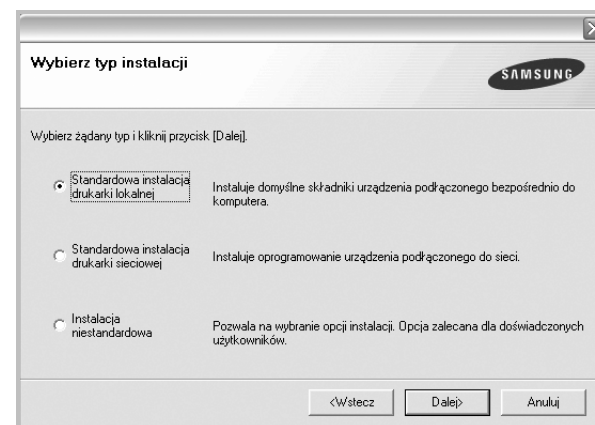 Wybierz typ instalacji
SAMSUNG
Wybierz żądany typ i kliknij przycisk [Dalej].
Standardowa instalacja
drukarki lokalnej
Instaluje domyślne składniki urządzenia podłączonego bezpośrednio do
komputera.
Standardowa instalacja
drukarki sieciowej
Instaluje oprogramowanie urządzenia podłączonego do sieci.
Instalacja
niestandardowa
Pozwala na wybranie opcji instalacji. Opcja zalecana dla doświadczonych
użytkowników.
<Wstecz
Dalej>
Anuluj